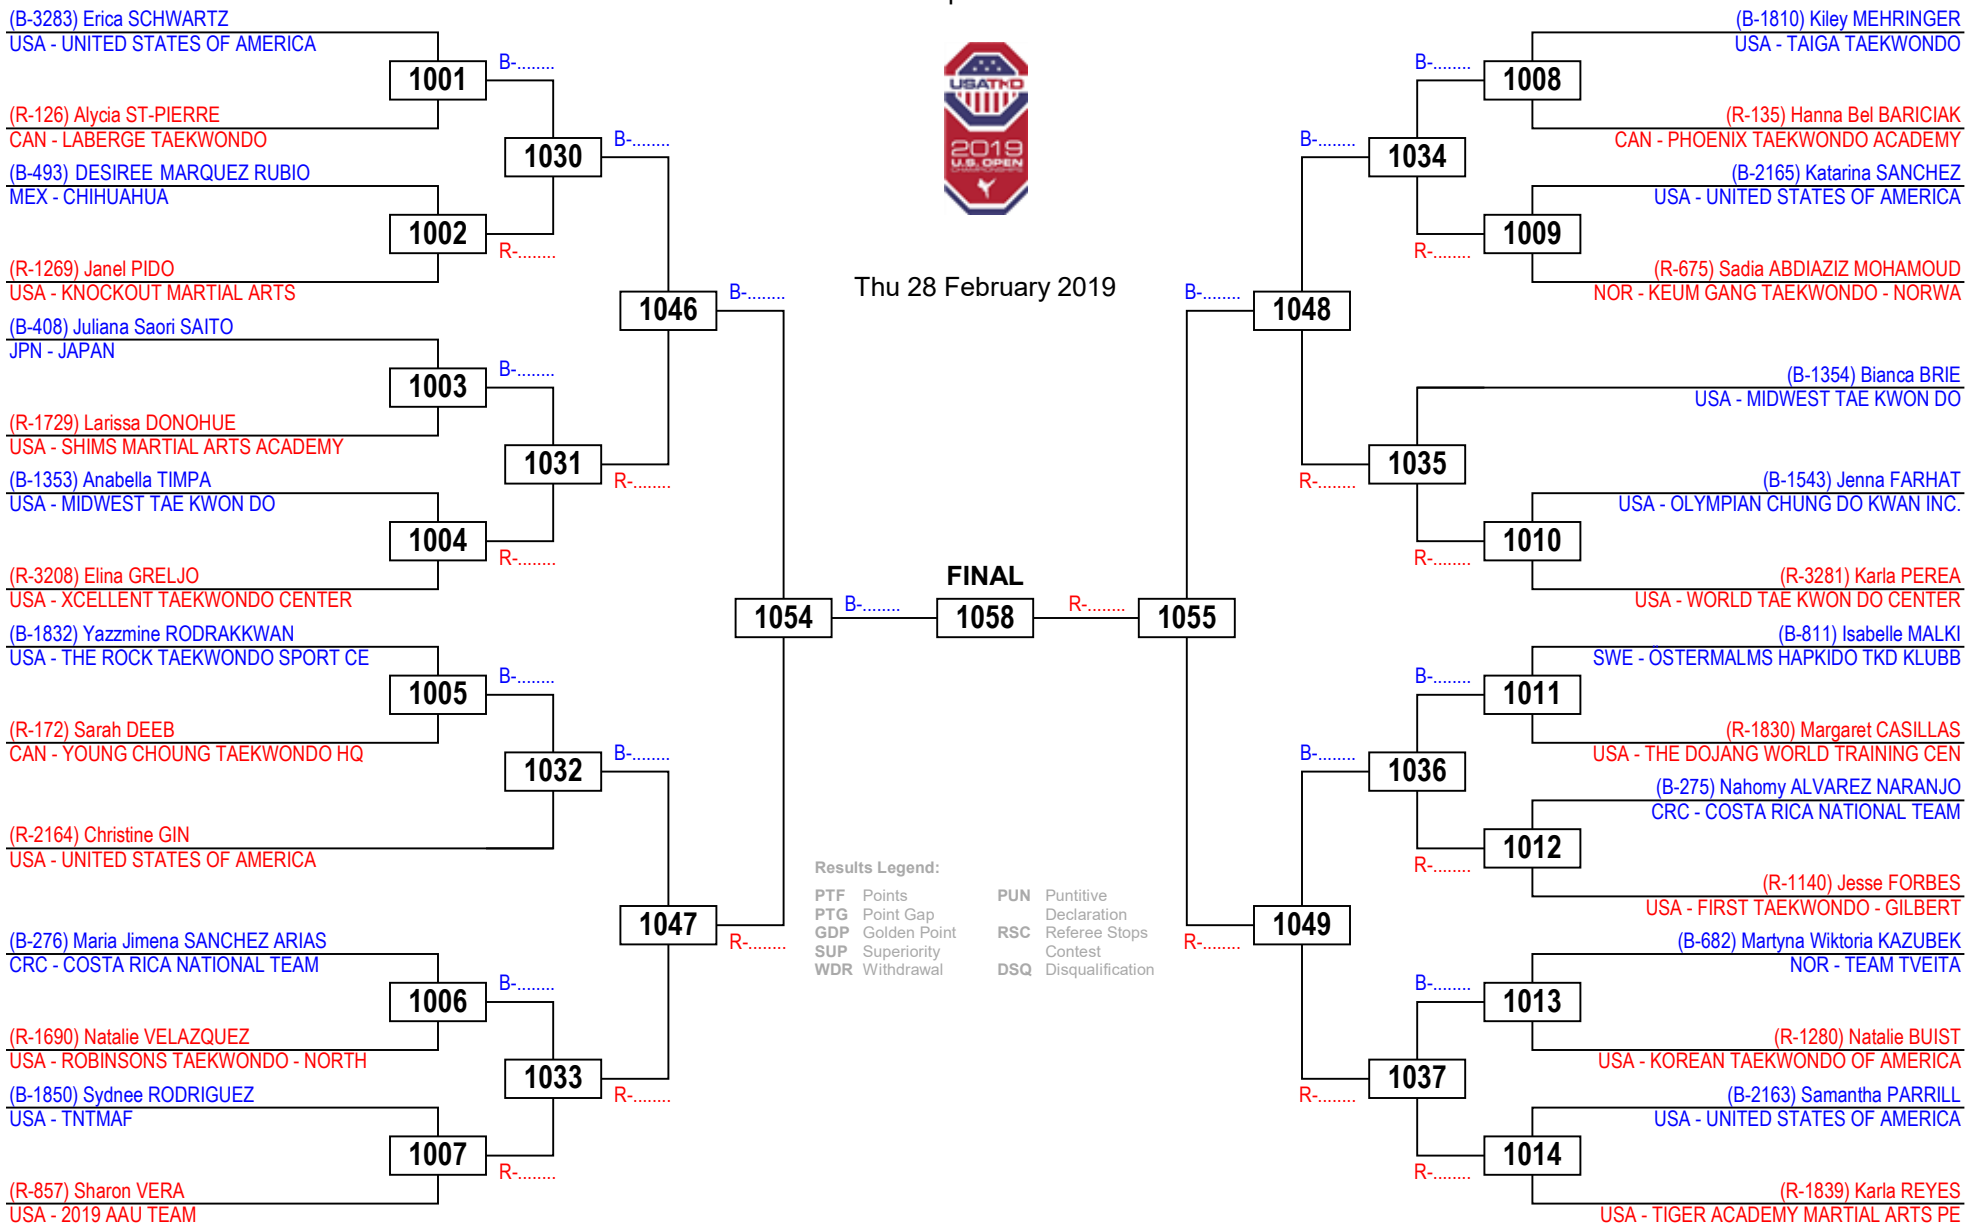 (B-3283) Erica SCHWARTZ
USA - UNITED STATES OF AMERICA
1001
B-........
(R-126) Alycia ST-PIERRE
CAN - LABERGE TAEKWONDO
1030
B-........
(B-493) DESIREE MARQUEZ RUBIO
MEX - CHIHUAHUA
1002
R-........
(R-1269) Janel PIDO
USA - KNOCKOUT MARTIAL ARTS
1046
B-........
(B-408) Juliana Saori SAITO
JPN - JAPAN
1003
B-........
(R-1729) Larissa DONOHUE
USA - SHIMS MARTIAL ARTS ACADEMY
1031
R-........
(B-1353) Anabella TIMPA
USA - MIDWEST TAE KWON DO
1004
R-........
(R-3208) Elina GRELJO
USA - XCELLENT TAEKWONDO CENTER
1054
B-........
(B-1832) Yazzmine RODRAKKWAN
USA - THE ROCK TAEKWONDO SPORT CE
1005
B-........
(R-172) Sarah DEEB
CAN - YOUNG CHOUNG TAEKWONDO HQ
1032
B-........
(R-2164) Christine GIN
USA - UNITED STATES OF AMERICA
1047
R-........
(B-276) Maria Jimena SANCHEZ ARIAS
CRC - COSTA RICA NATIONAL TEAM
1006
B-........
(R-1690) Natalie VELAZQUEZ
USA - ROBINSONS TAEKWONDO - NORTH
1033
R-........
(B-1850) Sydnee RODRIGUEZ
USA - TNTMAF
1007
R-........
(R-857) Sharon VERA
USA - 2019 AAU TEAM
USATKD
2019
U.S. OPEN
CHAMPIONSHIPS
Thu 28 February 2019
FINAL
1058
Results Legend:
PTF Points
PTG Point Gap
GDP Golden Point
SUP Superiority
WDR Withdrawal
PUN Puntitive
Declaration
RSC Referee Stops
Contest
DSQ Disqualification
(B-1810) Kiley MEHRINGER
USA - TAIGA TAEKWONDO
B-........
1008
(R-135) Hanna Bel BARICIAK
CAN - PHOENIX TAEKWONDO ACADEMY
B-........
1034
(B-2165) Katarina SANCHEZ
USA - UNITED STATES OF AMERICA
R-........
1009
(R-675) Sadia ABDIAZIZ MOHAMOUD
NOR - KEUM GANG TAEKWONDO - NORWA
B-........
1048
(B-1354) Bianca BRIE
USA - MIDWEST TAE KWON DO
R-........
1035
(B-1543) Jenna FARHAT
USA - OLYMPIAN CHUNG DO KWAN INC.
R-........
1010
(R-3281) Karla PEREA
USA - WORLD TAE KWON DO CENTER
R-........
1055
(B-811) Isabelle MALKI
SWE - ÖSTERMALMS HAPKIDO TKD KLUBB
B-........
1011
(R-1830) Margaret CASILLAS
USA - THE DOJANG WORLD TRAINING CEN
B-........
1036
(B-275) Nahomy ALVAREZ NARANJO
CRC - COSTA RICA NATIONAL TEAM
R-........
1012
(R-1140) Jesse FORBES
USA - FIRST TAEKWONDO - GILBERT
R-........
1049
(B-682) Martyna Wiktoria KAZUBEK
NOR - TEAM TVEITA
B-........
1013
(R-1280) Natalie BUIST
USA - KOREAN TAEKWONDO OF AMERICA
R-........
1037
(B-2163) Samantha PARRILL
USA - UNITED STATES OF AMERICA
R-........
1014
(R-1839) Karla REYES
USA - TIGER ACADEMY MARTIAL ARTS PE